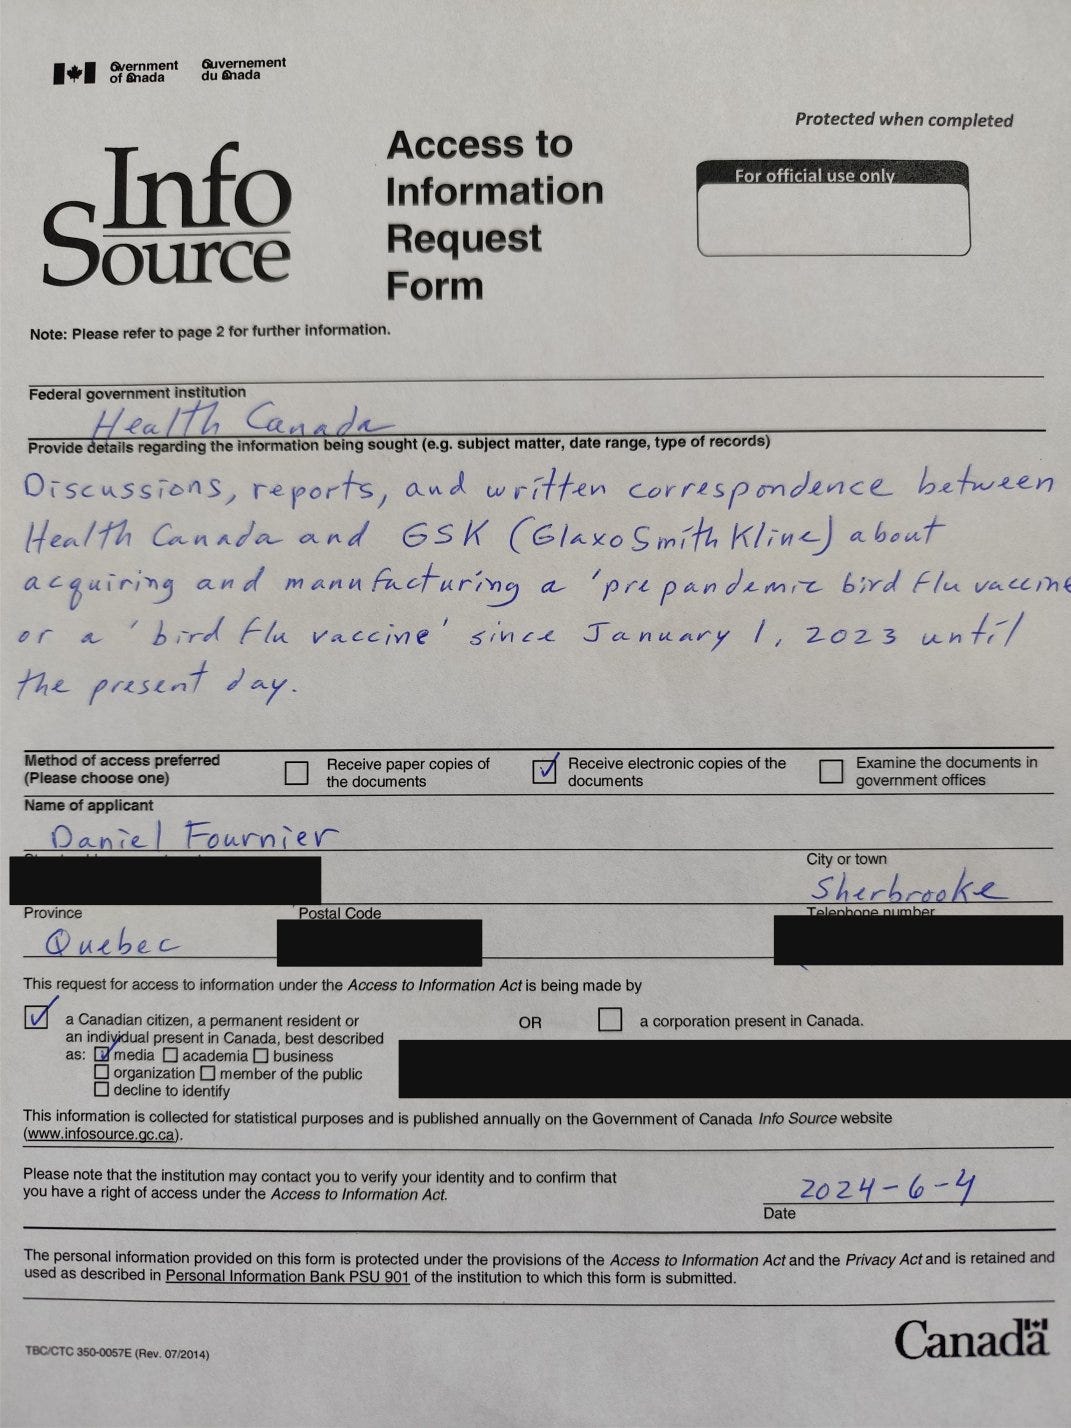 Government of Canada
Gouvernement du Canada
Protected when completed
Info Source
Access to
Information
Request
Form
For official use only
Note: Please refer to page 2 for further information.
Federal government institution
Health Canada
Provide details regarding the information being sought (e.g. subject matter, date range, type of records)
Discussions, reports, and written correspondence between
Health Canada and GSK (GlaxoSmithKline) about
acquiring and manufacturing a 'prepandemic bird flu vaccine
or a 'bird flu vaccine' since January 1, 2023 until
the present day.
Method of access preferred
(Please choose one)
Receive paper copies of
the documents
Receive electronic copies of the
documents
Examine the documents in
government offices
Name of applicant
Daniel Fournier
City or town
Sherbrooke
Province
Postal Code
Telephone number
Quebec
This request for access to information under the Access to Information Act is being made by
a Canadian citizen, a permanent resident or
an individual present in Canada, best described
as: media academia business
organization member of the public
decline to identify
OR
a corporation present in Canada.
This information is collected for statistical purposes and is published annually on the Government of Canada Info Source website
(www.infosource.gc.ca).
Please note that the institution may contact you to verify your identity and to confirm that
you have a right of access under the Access to Information Act.
2024-6-4
Date
The personal information provided on this form is protected under the provisions of the Access to Information Act and the Privacy Act and is retained and
used as described in Personal Information Bank PSU 901 of the institution to which this form is submitted.
TBC/CTC 350-0057E (Rev. 07/2014)
Canada